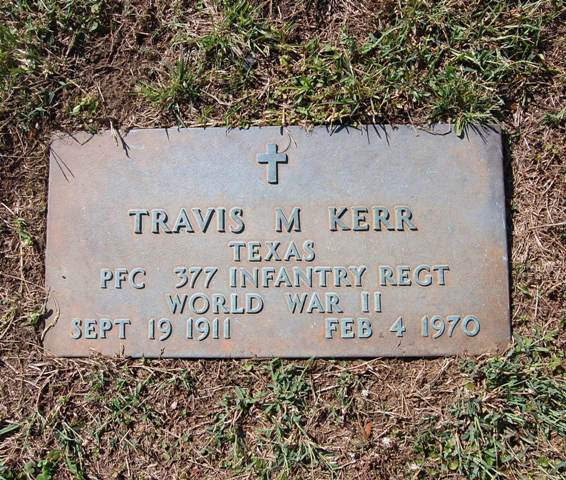 TRAVIS M KERR
TEXAS
PFC 377 INFANTRY REGT
WORLD WAR II
SEPT 19 1911 FEB 4 1970